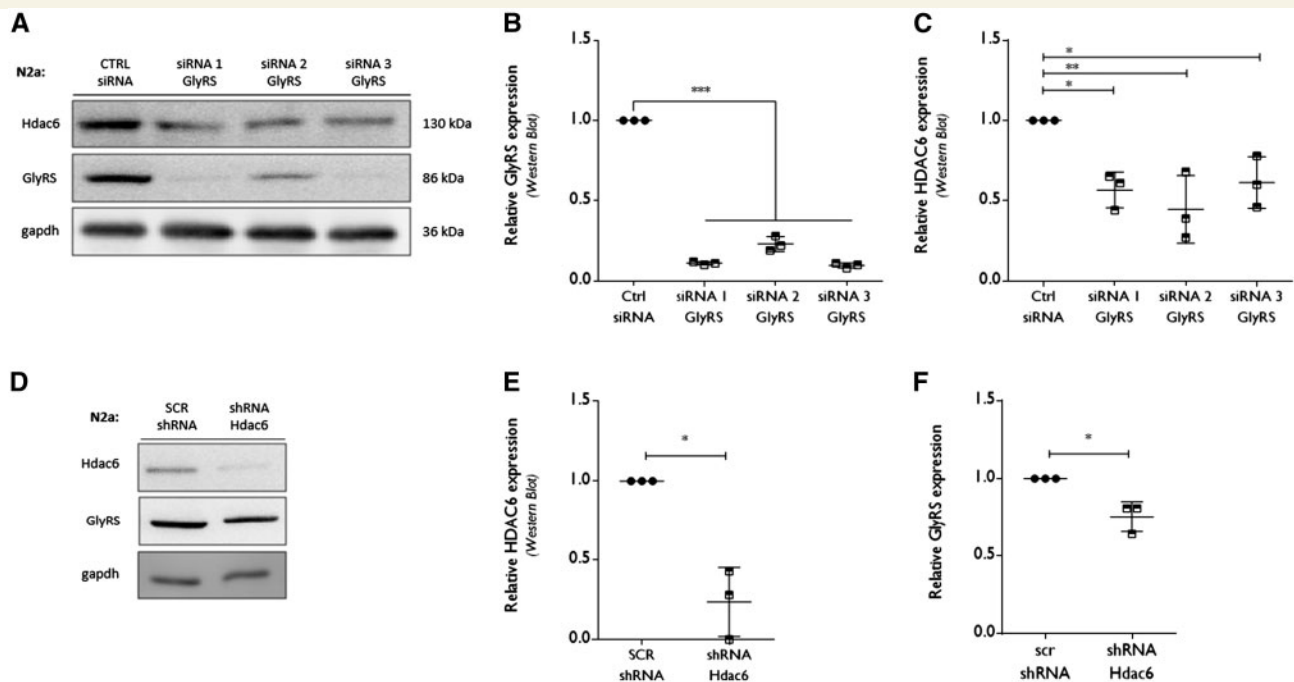 A
N2a:
CTRL siRNA
siRNA 1 GlyRS
siRNA 2 GlyRS
siRNA 3 GlyRS
Hdac6
130 kDa
GlyRS
86 kDa
gapdh
36 kDa
B
Relative GlyRS expression
(Western Blot)
1.5
1.0
0.5
0.0
***
Ctrl siRNA
siRNA 1 GlyRS
siRNA 2 GlyRS
siRNA 3 GlyRS
C
Relative HDAC6 expression
(Western Blot)
1.5
1.0
0.5
0.0
*
**
*
Ctrl siRNA
siRNA 1 GlyRS
siRNA 2 GlyRS
siRNA 3 GlyRS
D
N2a:
SCR shRNA
shRNA Hdac6
Hdac6
GlyRS
gapdh
E
Relative HDAC6 expression
(Western Blot)
1.5
1.0
0.5
0.0
*
SCR shRNA
shRNA Hdac6
F
Relative GlyRS expression
1.5
1.0
0.5
0.0
*
scr shRNA
shRNA Hdac6